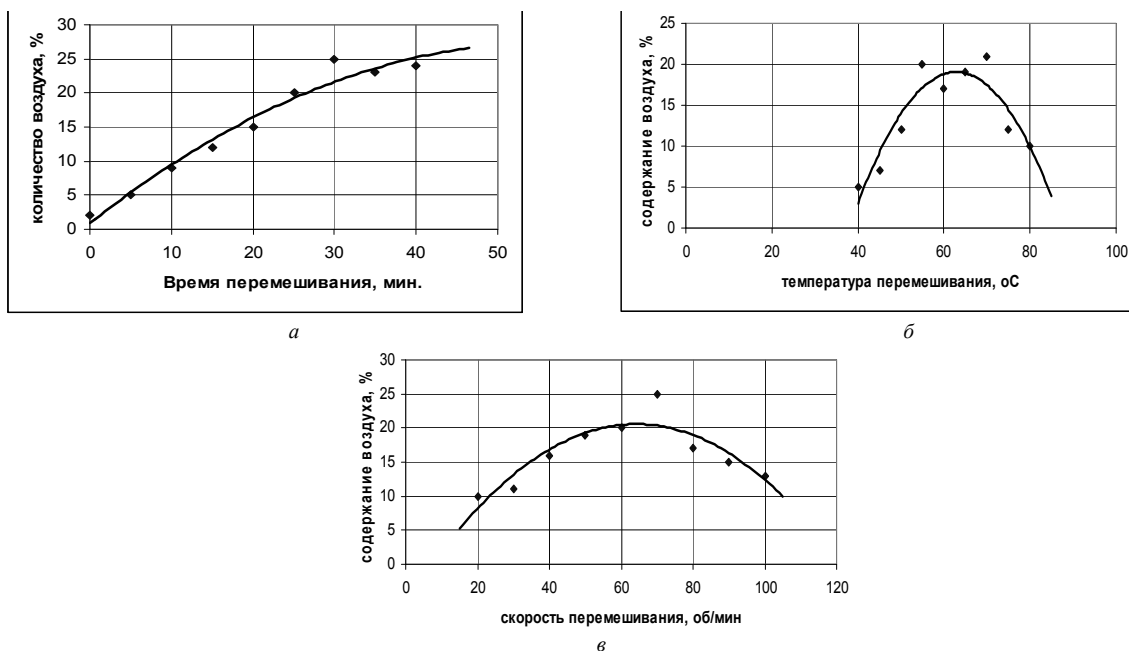 количество воздуха, %
30
25
20
15
10
5
0
0 10 20 30 40 50
Время перемешивания, мин.
а
содержание воздуха, %
25
20
15
10
5
0
0 20 40 60 80 100
температура перемешивания, оС
б
содержание воздуха, %
30
25
20
15
10
5
0
0 20 40 60 80 100 120
скорость перемешивания, об/мин
в